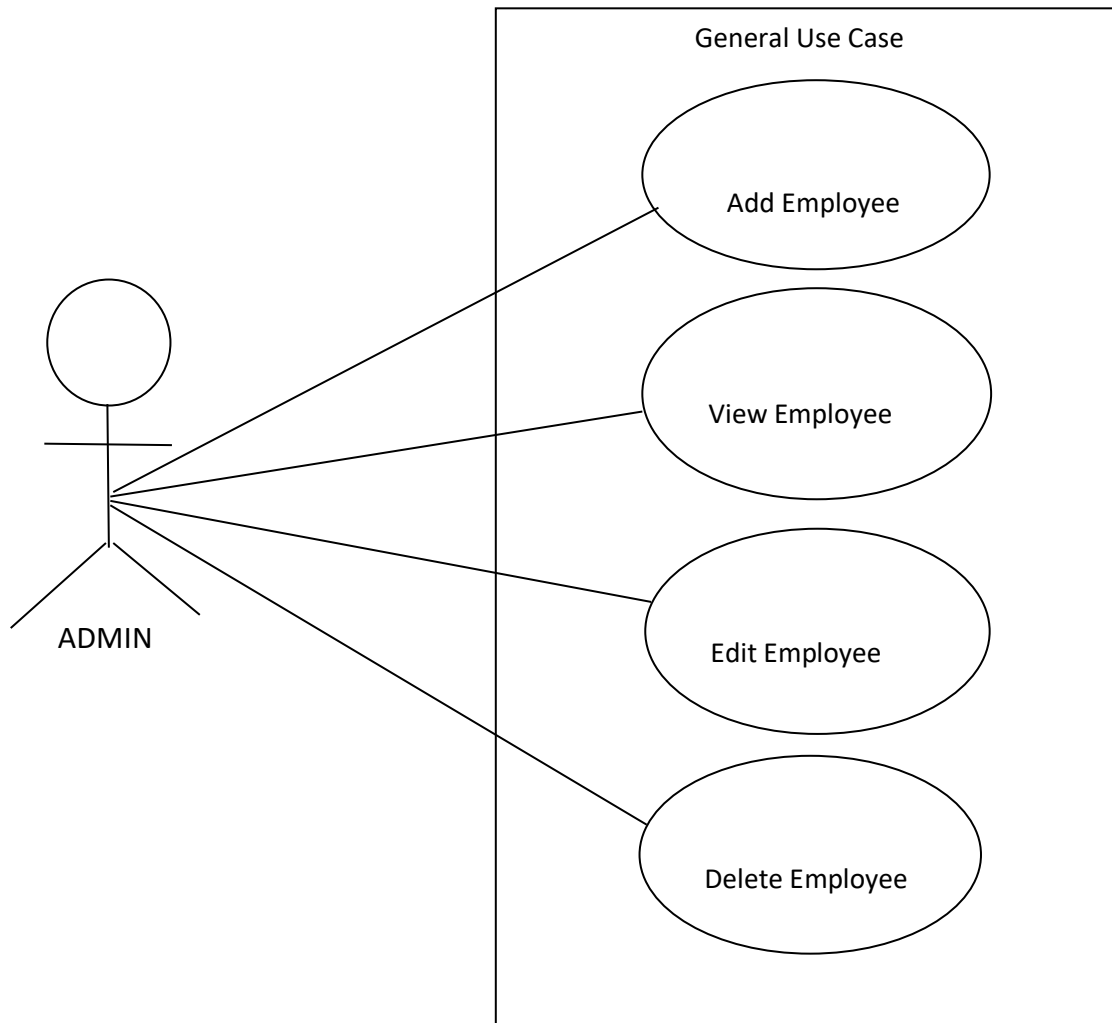 General Use Case
Add Employee
View Employee
ADMIN
Edit Employee
Delete Employee